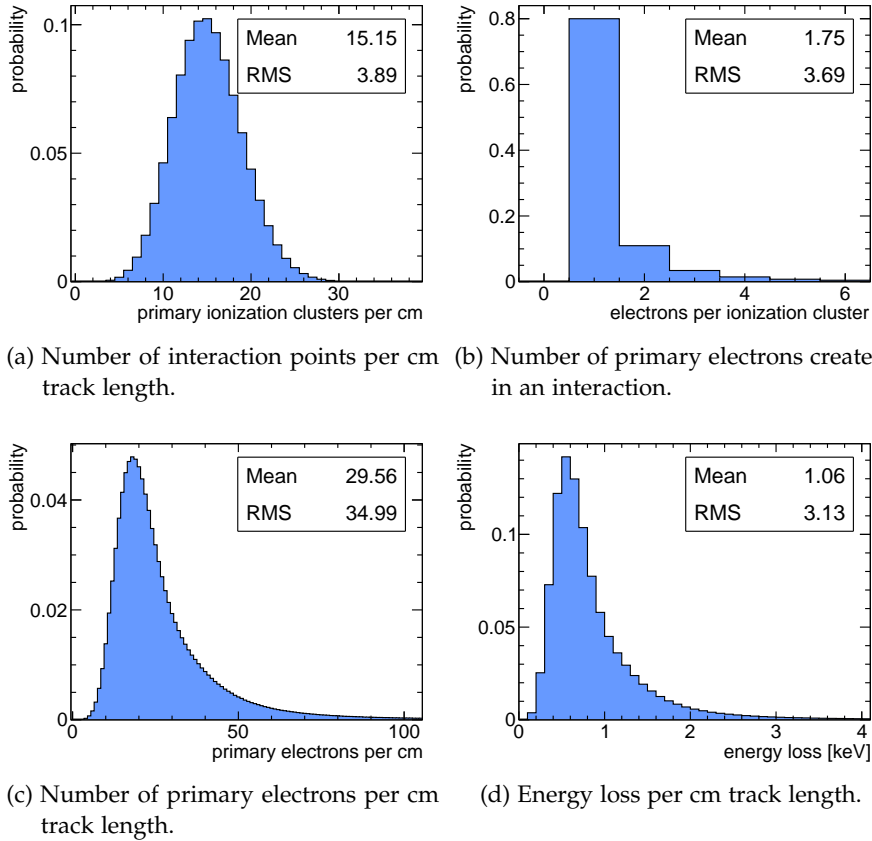 probability
0.1
0.05
0
0 10 20 30
primary ionization clusters per cm
Mean 15.15
RMS 3.89
probability
0.8
0.6
0.4
0.2
0
0 2 4 6
electrons per ionization cluster
Mean 1.75
RMS 3.69
(a) Number of interaction points per cm
track length.
(b) Number of primary electrons create
in an interaction.
probability
0.04
0.02
0
0 50 100
primary electrons per cm
Mean 29.56
RMS 34.99
probability
0.1
0.05
0
0 1 2 3 4
energy loss [keV]
Mean 1.06
RMS 3.13
(c) Number of primary electrons per cm
track length.
(d) Energy loss per cm track length.